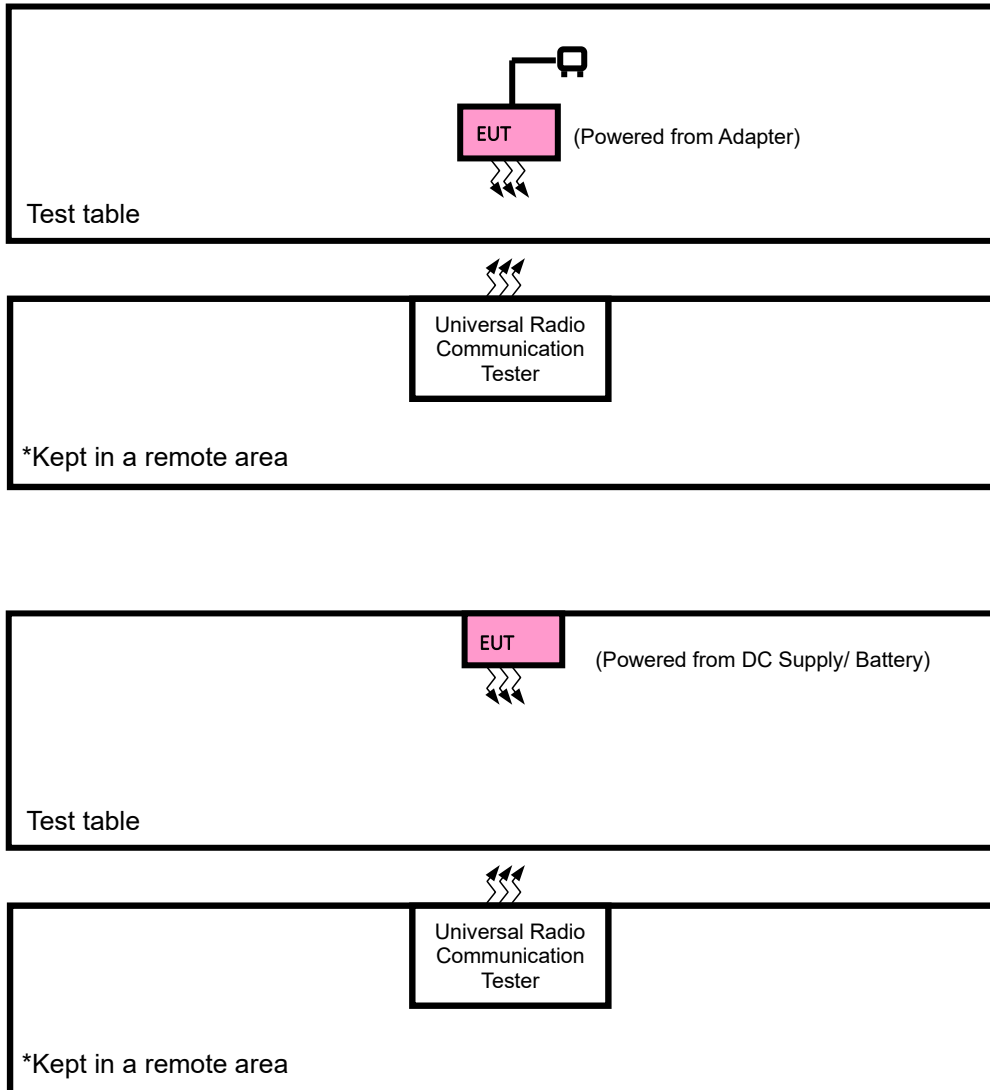 EUT
(Powered from Adapter)
Test table
Universal Radio
Communication
Tester
*Kept in a remote area
EUT
(Powered from DC Supply/ Battery)
Test table
Universal Radio
Communication
Tester
*Kept in a remote area